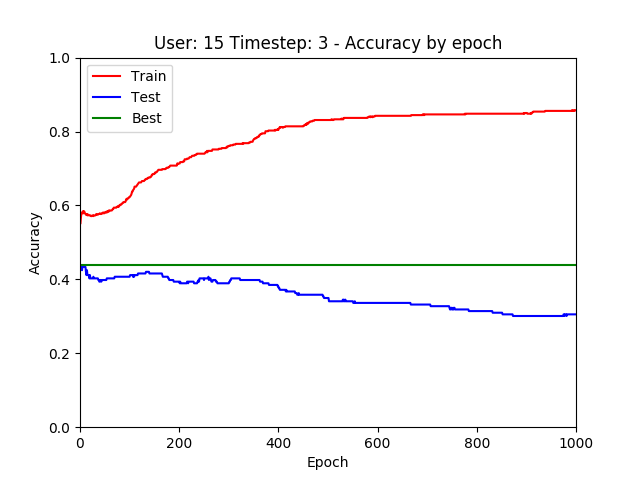 User: 15 Timestep: 3 - Accuracy by epoch
Train
Test
Best
1.0
0.8
0.6
0.4
0.2
0.0
Accuracy
0 200 400 600 800 1000
Epoch